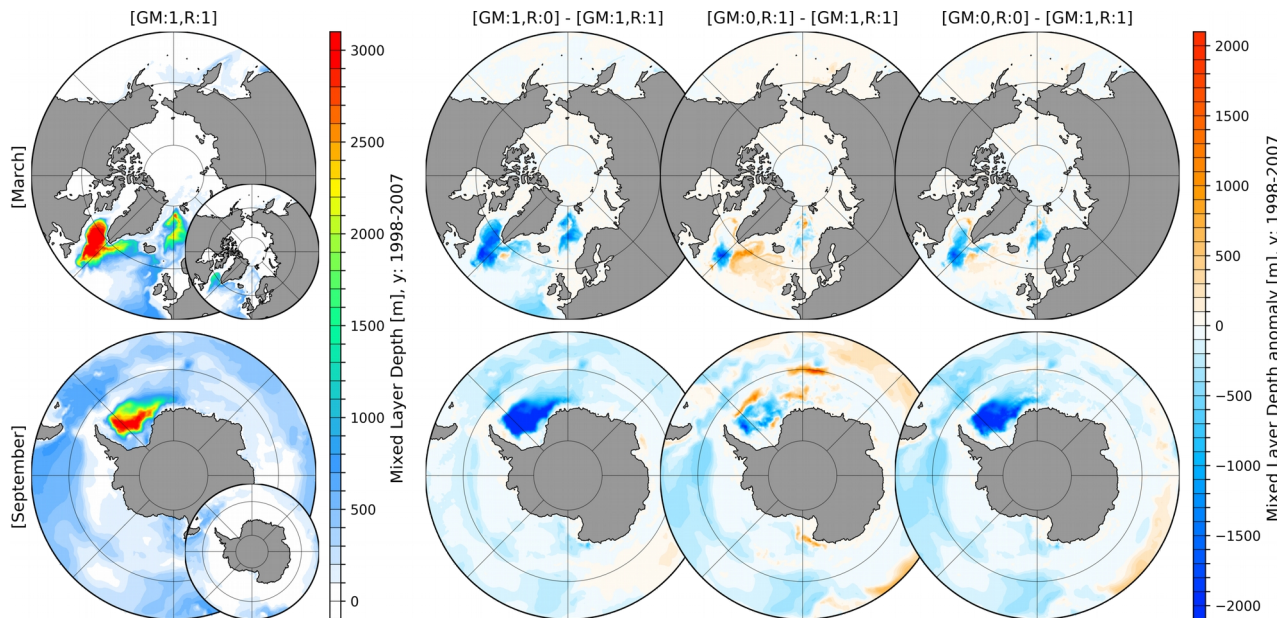 [GM:1,R:1]
[GM:1,R:0] - [GM:1,R:1]
[GM:0,R:1] - [GM:1,R:1]
[GM:0,R:0] - [GM:1,R:1]
[March]
[September]
3000
2500
2000
1500
1000
500
0
Mixed Layer Depth [m], y: 1998-2007
2000
1500
1000
500
0
−500
−1000
−1500
−2000
Mixed Layer Depth anomaly [m], y: 1998-2007